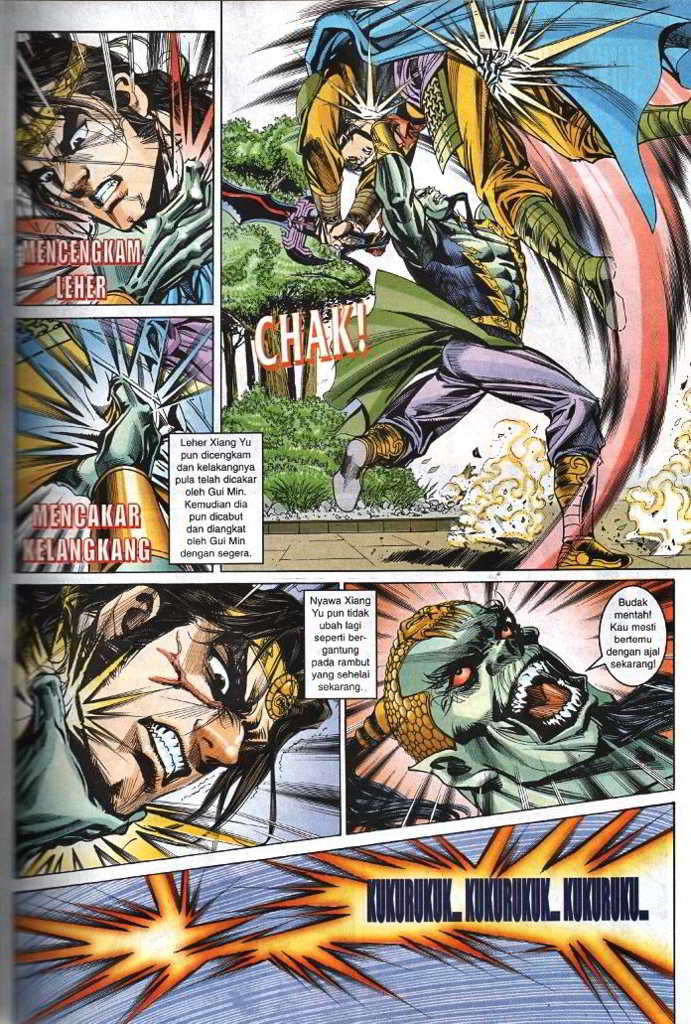 MENCENGKAM
LEHER
CHAK!
MENCAKAR
KELANGKANG
Leher Xiang Yu
pun dicengkam
dan kelakangnya
pula telah dicakar
oleh Gui Min.
Kemudian dia
pun dicabut
dan diangkat
oleh Gui Min
dengan segera.
Nyawa Xiang
Yu pun tidak
ubah lagi
seperti ber-
gantung
pada rambut
yang sehelai
sekarang.
Budak
mentah!
Kau mesti
bertemu
dengan ajal
sekarang!
KUKURUKUK... KUKURUKUK... KUKURUKU...